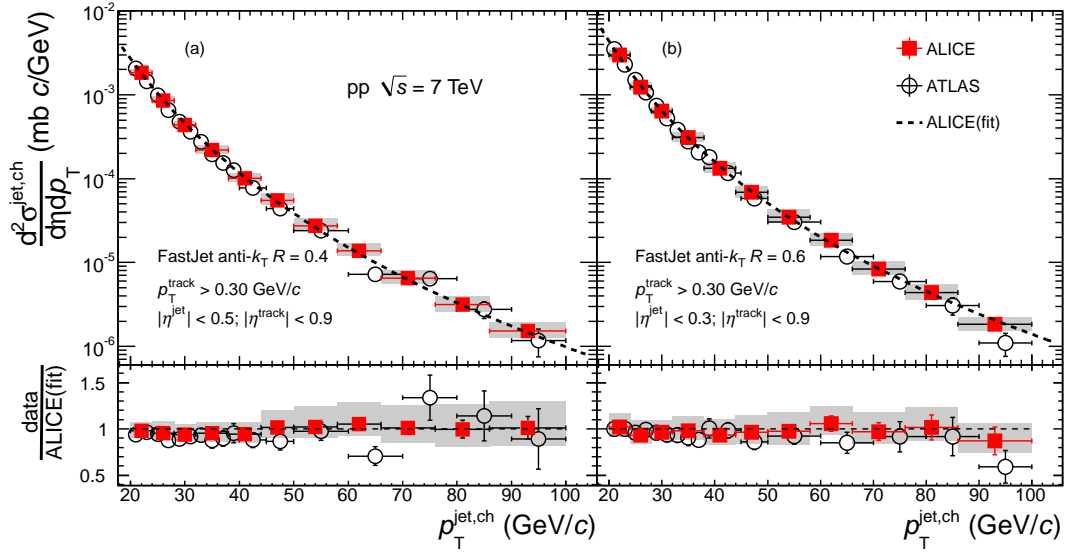 d²σ^jet,ch / dηdp_T (mb c/GeV)
10⁻²
10⁻³
10⁻⁴
10⁻⁵
10⁻⁶
(a)
pp √s = 7 TeV
FastJet anti-k_T R = 0.4
p_T^track > 0.30 GeV/c
|η^jet| < 0.5; |η^track| < 0.9
(b)
ALICE
ATLAS
ALICE(fit)
FastJet anti-k_T R = 0.6
p_T^track > 0.30 GeV/c
|η^jet| < 0.3; |η^track| < 0.9
data / ALICE(fit)
1.5
1
0.5
20 30 40 50 60 70 80 90 100
20 30 40 50 60 70 80 90 100
p_T^jet,ch (GeV/c)
p_T^jet,ch (GeV/c)